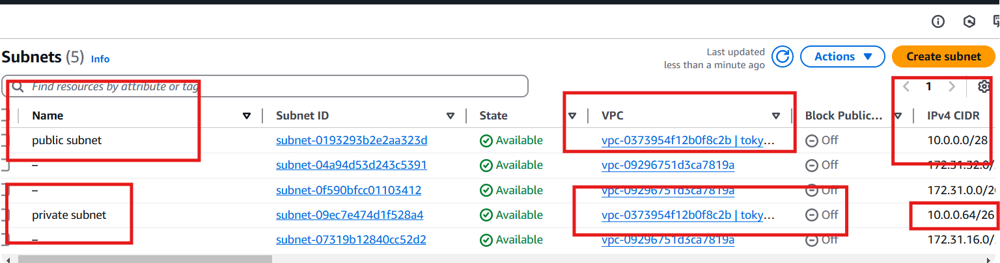 Subnets (5) Info
Last updated
less than a minute ago
Actions
Create subnet
Find resources by attribute or tag
1
Name Subnet ID State VPC Block Public... IPv4 CIDR
public subnet subnet-0193293b2e2aa323d Available vpc-0373954f12b0f8c2b | toky... Off 10.0.0.0/28
– subnet-04a94d53d243c5391 Available vpc-09296751d3ca7819a Off 172.31.32.0/
– subnet-0f590bfcc01103412 Available vpc-09296751d3ca7819a Off 172.31.0.0/20
private subnet subnet-09ec7e474d1f528a4 Available vpc-0373954f12b0f8c2b | toky... Off 10.0.0.64/26
– subnet-07319b12840cc52d2 Available vpc-09296751d3ca7819a Off 172.31.16.0/